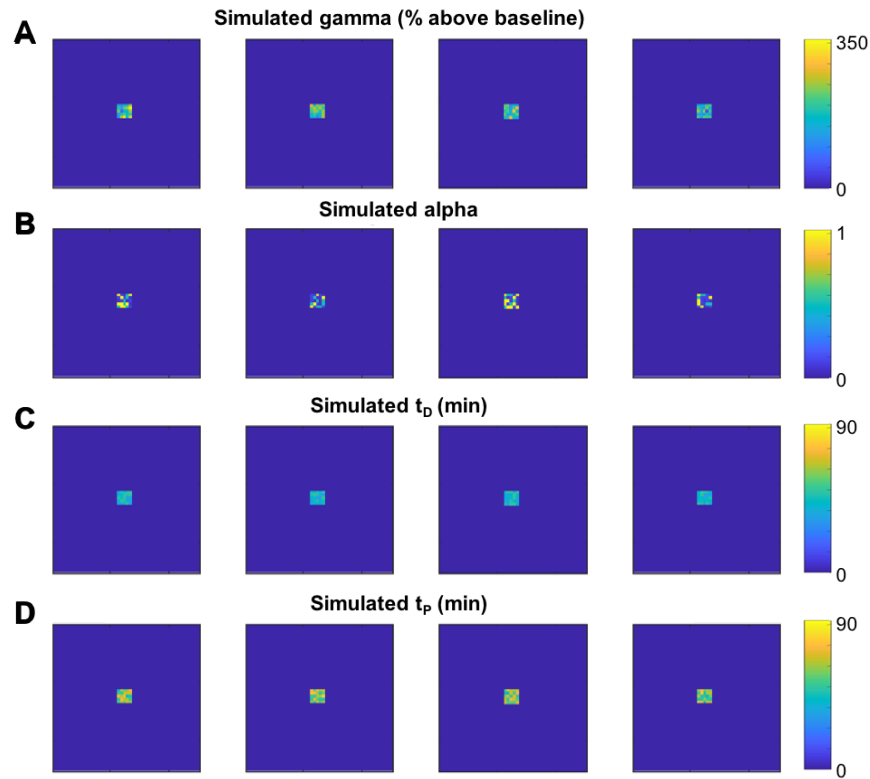 A
Simulated gamma (% above baseline)
350
0
B
Simulated alpha
1
0
C
Simulated tD (min)
90
0
D
Simulated tP (min)
90
0